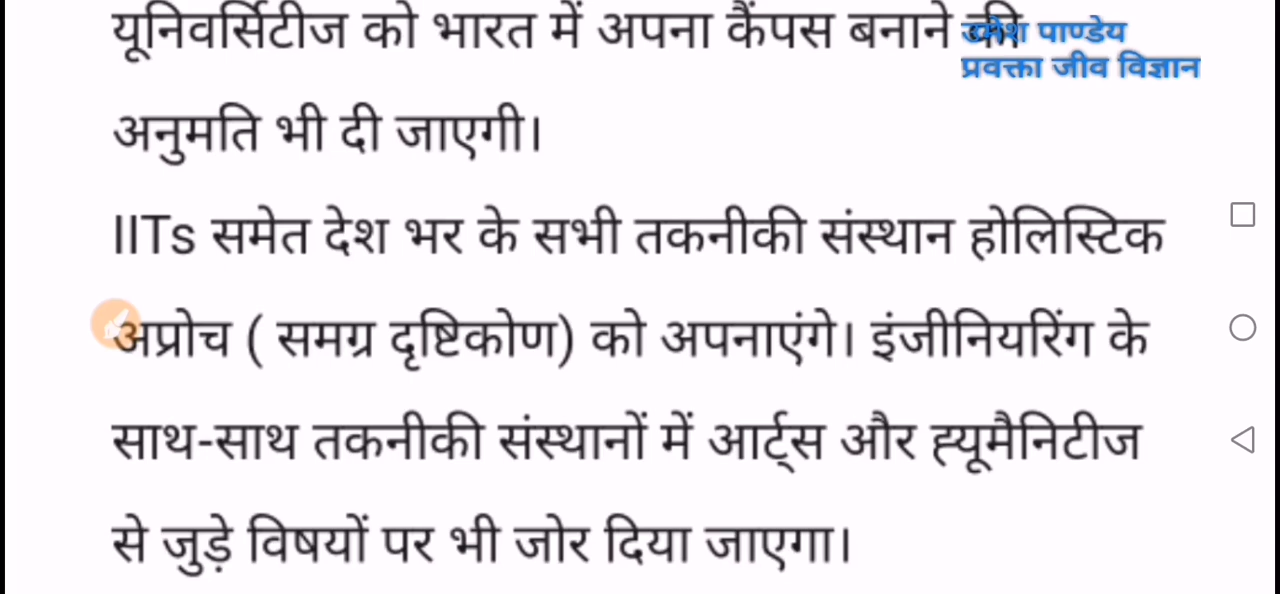 यूनिवर्सिटीज को भारत में अपना कैंपस बनाने की
उमेश पाण्डेय
प्रवक्ता जीव विज्ञान
अनुमति भी दी जाएगी।
IITs समेत देश भर के सभी तकनीकी संस्थान होलिस्टिक
अप्रोच ( समग्र दृष्टिकोण) को अपनाएंगे। इंजीनियरिंग के
साथ-साथ तकनीकी संस्थानों में आर्ट्स और ह्यूमैनिटीज
से जुड़े विषयों पर भी जोर दिया जाएगा।